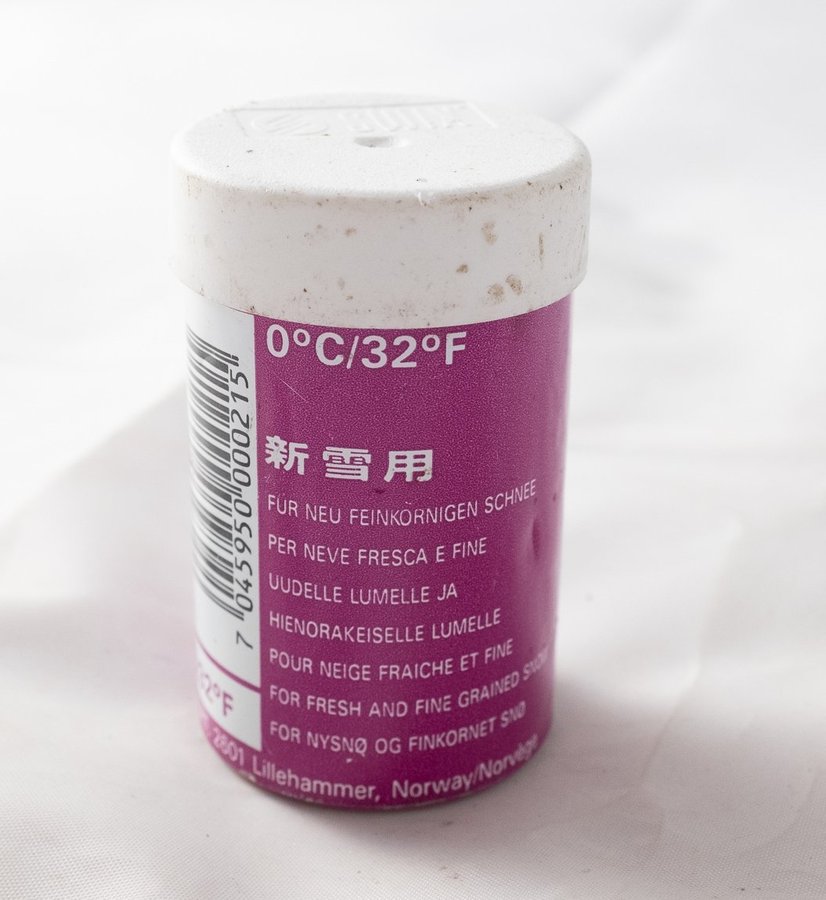 0°C/32°F
新雪用
FÜR NEU FEINKÖRNIGEN SCHNEE
PER NEVE FRESCA E FINE
UUDELLE LUMELLE JA
HIENORAKEISELLE LUMELLE
POUR NEIGE FRAICHE ET FINE
FOR FRESH AND FINE GRAINED SNOW
FOR NYSNØ OG FINKORNET SNØ
2601 Lillehammer, Norway/Norvège
7 045950 000215
32°F